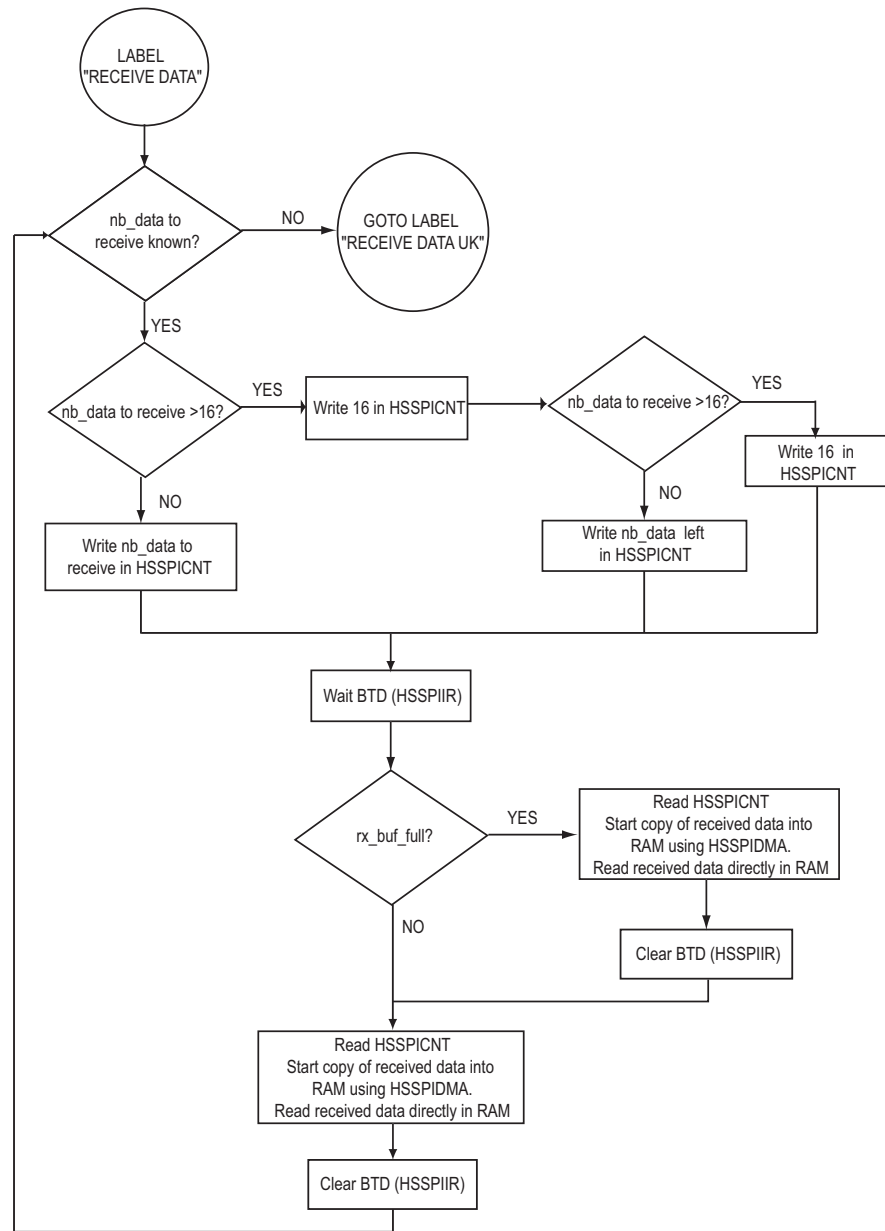 LABEL
"RECEIVE DATA"
nb_data to
receive known?
NO
GOTO LABEL
"RECEIVE DATA UK"
YES
nb_data to receive >16?
YES
Write 16 in HSSPICNT
nb_data to receive >16?
YES
Write 16 in
HSSPICNT
NO
Write nb_data to
receive in HSSPICNT
NO
Write nb_data left
in HSSPICNT
Wait BTD (HSSPIIR)
rx_buf_full?
YES
Read HSSPICNT
Start copy of received data into
RAM using HSSPIDMA.
Read received data directly in RAM
NO
Clear BTD (HSSPIIR)
Read HSSPICNT
Start copy of received data into
RAM using HSSPIDMA.
Read received data directly in RAM
Clear BTD (HSSPIIR)